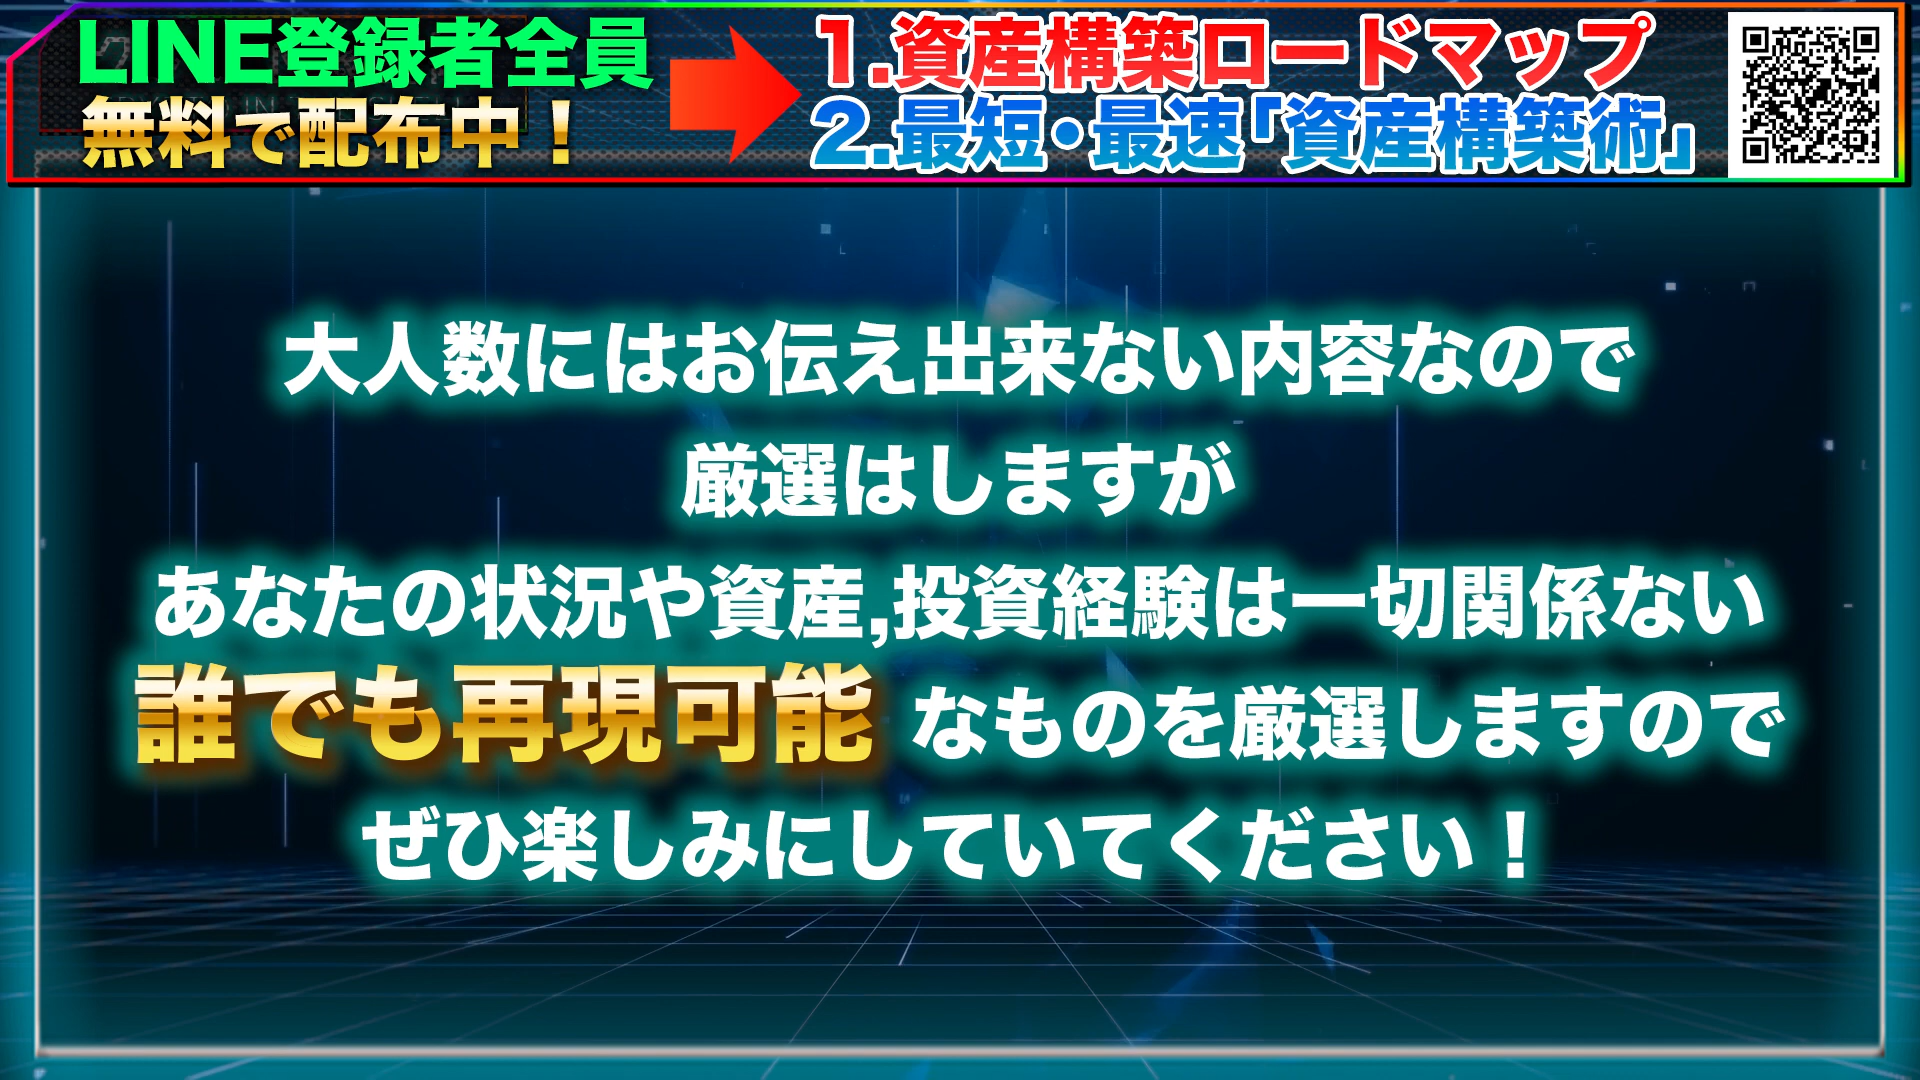 LINE登録者全員
無料で配布中!
1.資産構築ロードマップ
2.最短・最速「資産構築術」
大人数にはお伝え出来ない内容なので
厳選はしますが
あなたの状況や資産,投資経験は一切関係ない
誰でも再現可能 なものを厳選しますので
ぜひ楽しみにしていてください!